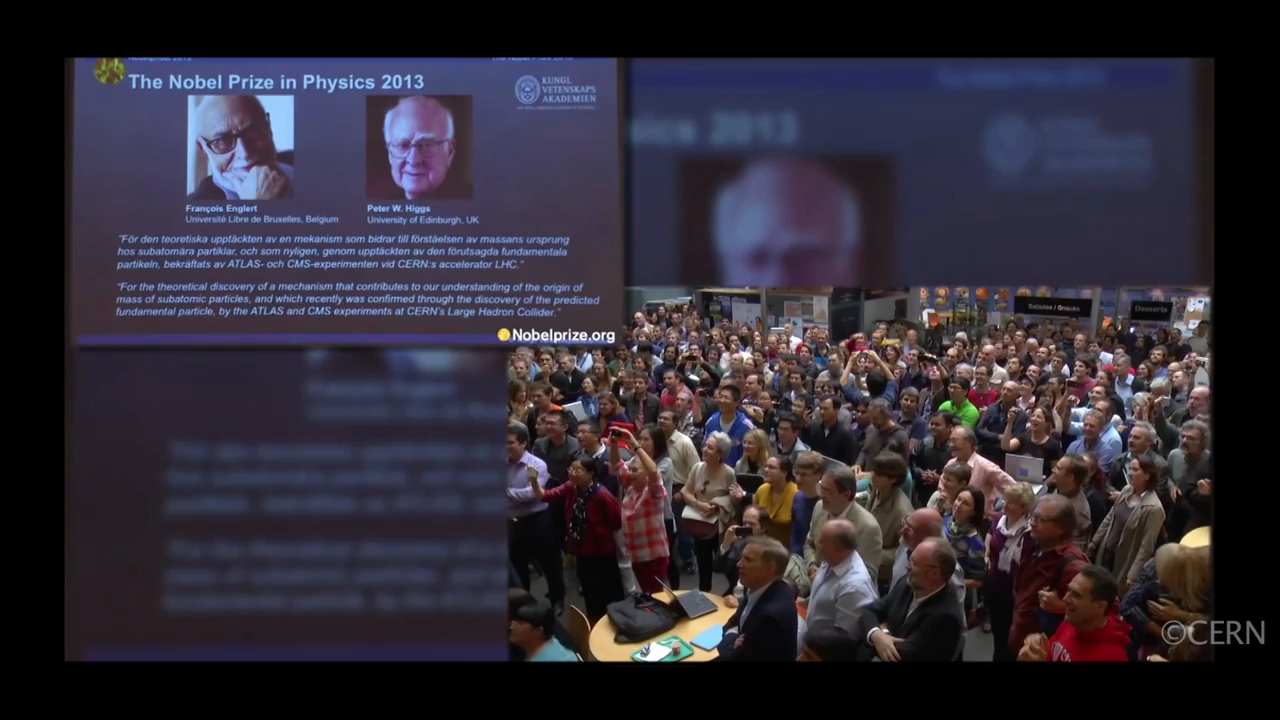 The Nobel Prize in Physics 2013
KUNGL.
VETENSKAPS
AKADEMIEN
François Englert
Université Libre de Bruxelles, Belgium
Peter W. Higgs
University of Edinburgh, UK
"För den teoretiska upptäckten av en mekanism som bidrar till förståelsen av massans ursprung
hos subatomära partiklar, och som nyligen, genom upptäckten av den förutsagda fundamentala
partikeln, bekräftats av ATLAS- och CMS-experimenten vid CERN:s accelerator LHC."
"For the theoretical discovery of a mechanism that contributes to our understanding of the origin of
mass of subatomic particles, and which recently was confirmed through the discovery of the predicted
fundamental particle, by the ATLAS and CMS experiments at CERN's Large Hadron Collider."
Nobelprize.org
sics 2013
Salades / Snacks
Desserts
©CERN